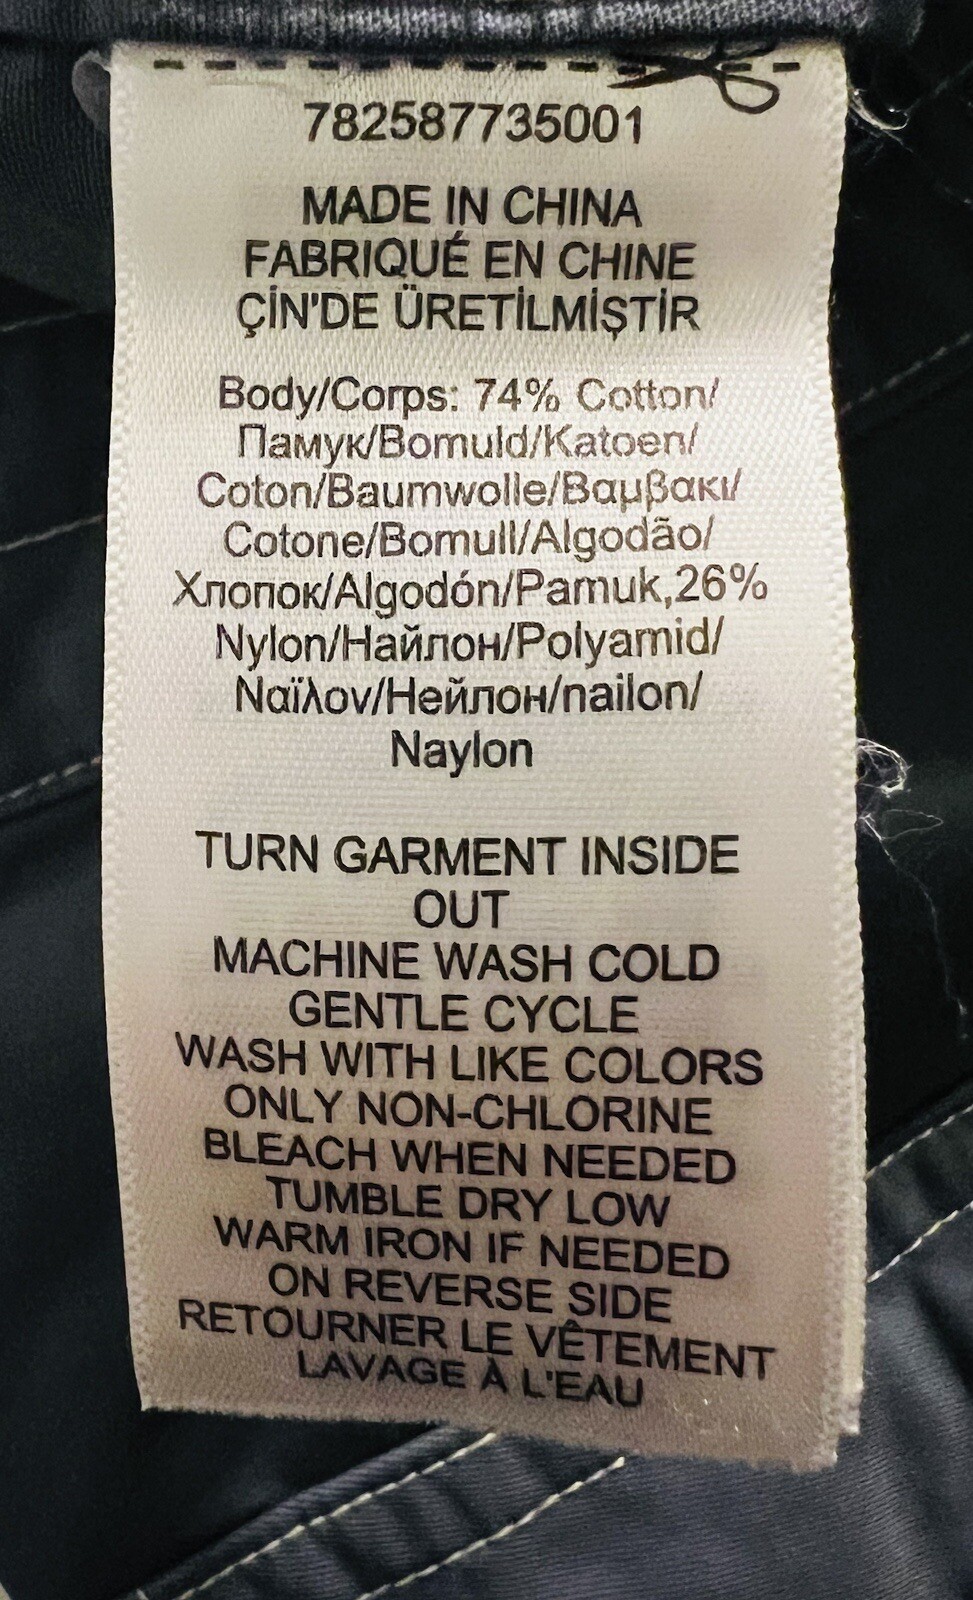 782587735001
MADE IN CHINA
FABRIQUÉ EN CHINE
ÇİN'DE ÜRETİLMİŞTİR
Body/Corps: 74% Cotton/
Памук/Bomuld/Katoen/
Coton/Baumwolle/Βαμβακι/
Cotone/Bomull/Algodão/
Хлопок/Algodón/Pamuk,26%
Nylon/Найлон/Polyamid/
Ναϊλον/Нейлон/nailon/
Naylon
TURN GARMENT INSIDE
OUT
MACHINE WASH COLD
GENTLE CYCLE
WASH WITH LIKE COLORS
ONLY NON-CHLORINE
BLEACH WHEN NEEDED
TUMBLE DRY LOW
WARM IRON IF NEEDED
ON REVERSE SIDE
RETOURNER LE VÊTEMENT
LAVAGE À L'EAU